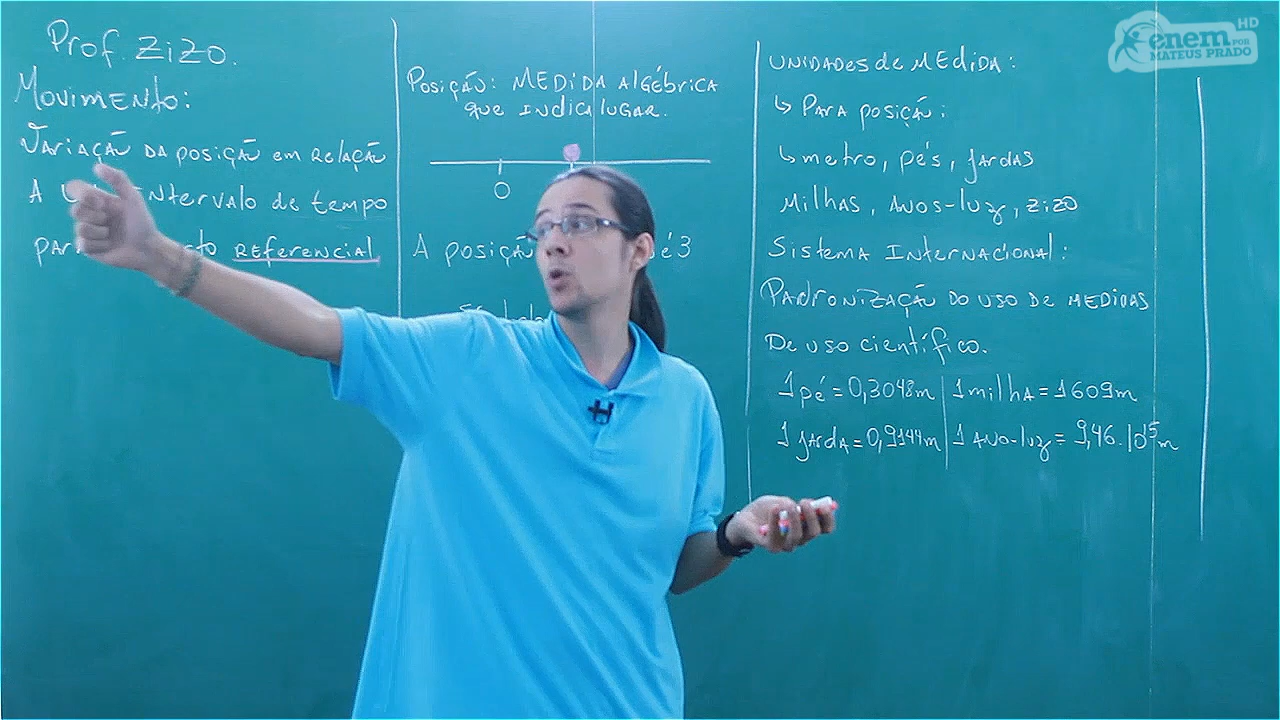 Prof. Zizo.
Movimento:
Variação da posição em relação
A intervalo de tempo
para referencial
Posição: medida algébrica
que indica lugar.
0
A posição é 3
Unidades de medida:
↳ Para posição:
↳ metro, pés, jardas
milhas, anos-luz, zizo
Sistema Internacional:
Padronização do uso de medidas
De uso científico.
1 pé = 0,3048m | 1 milha = 1609m
1 jarda = 0,9144m | 1 ano-luz = 9,46.10¹⁵m
enem HD
POR
MATEUS PRADO